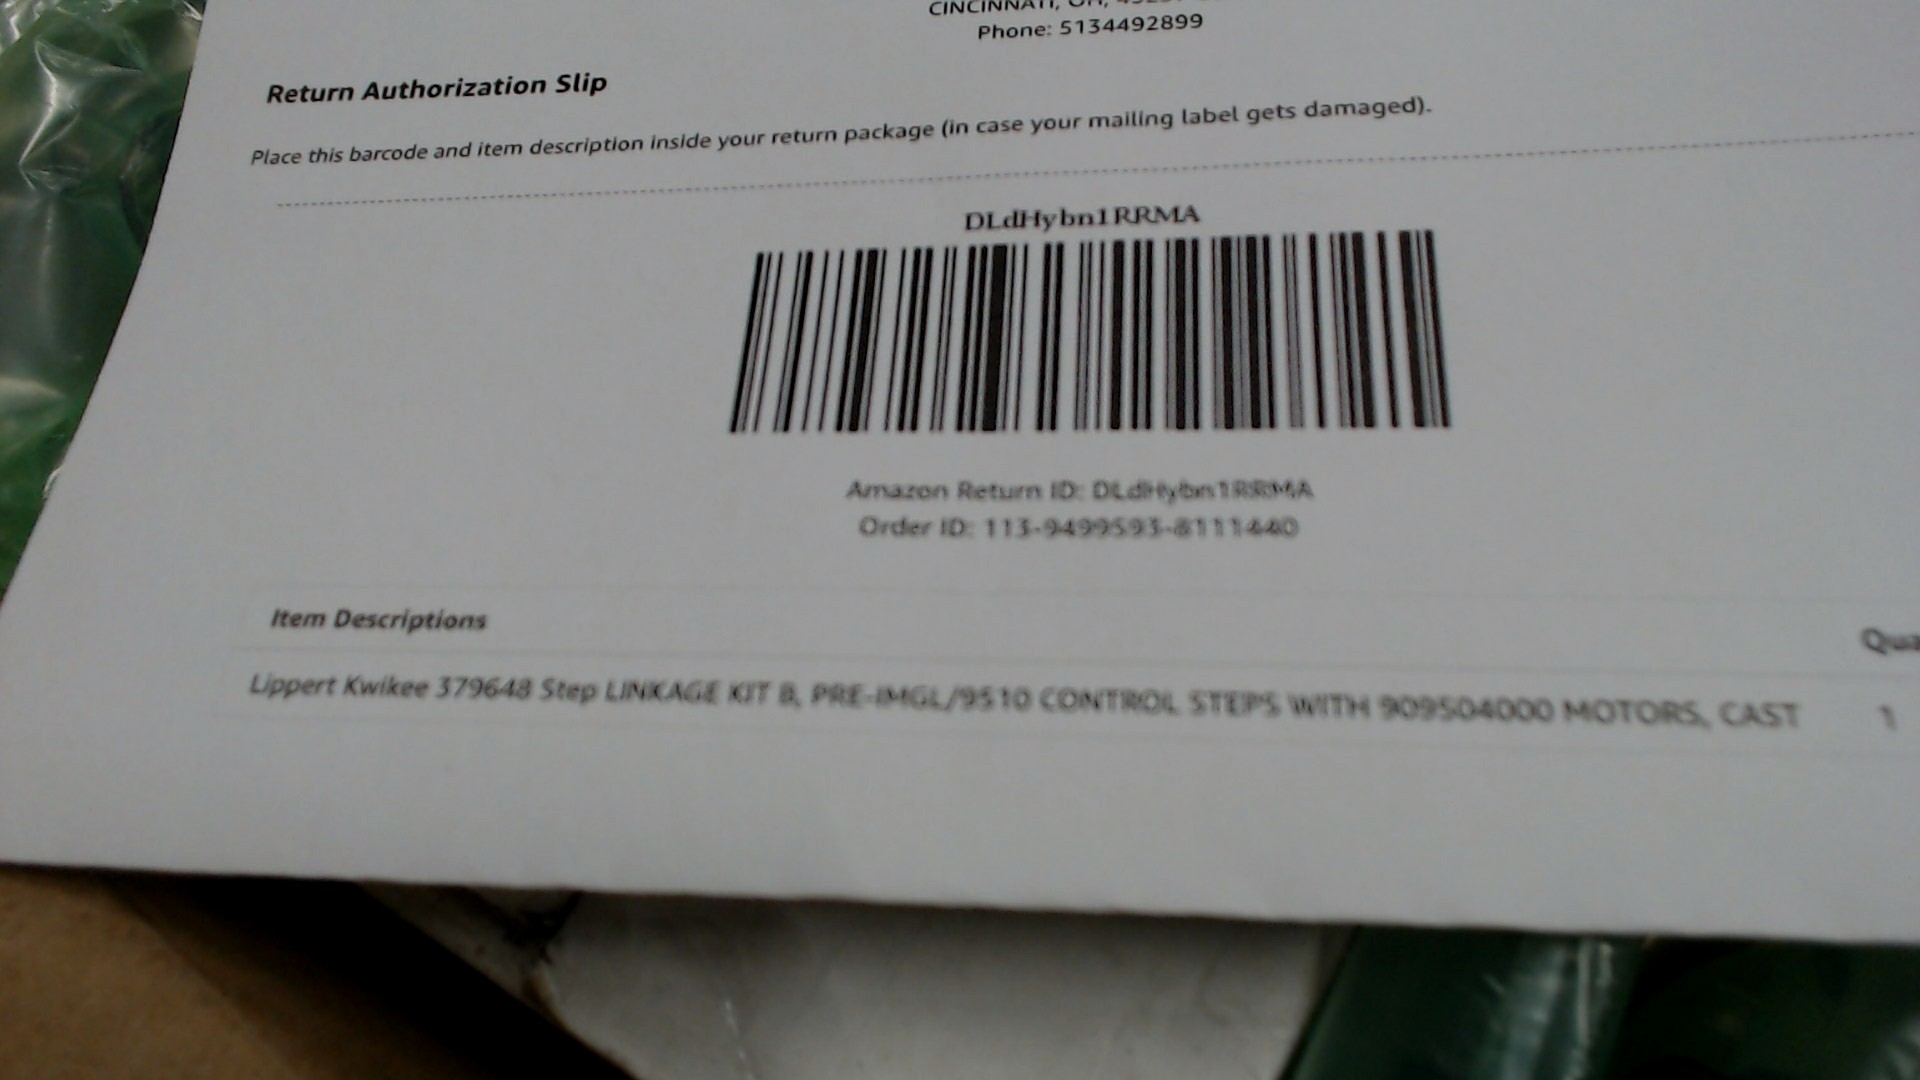 CINCINNATI, OH,
Phone: 5134492899
Return Authorization Slip
Place this barcode and item description inside your return package (in case your mailing label gets damaged).
DLdHybn1RRMA
Amazon Return ID: DLdHybn1RRMA
Order ID: 113-9499593-8111440
Item Descriptions
Qua
Lippert Kwikee 379648 Step LINKAGE KIT B, PRE-IMGL/9510 CONTROL STEPS WITH 909504000 MOTORS, CAST 1